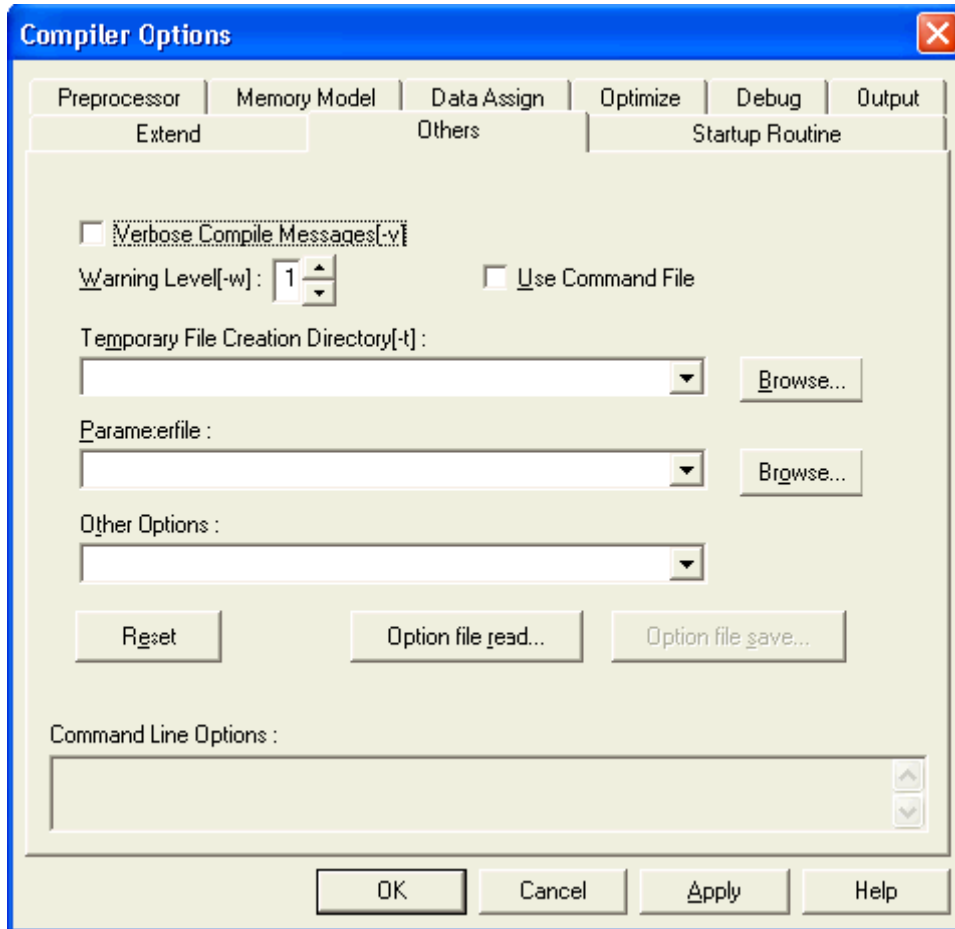 Compiler Options
Preprocessor Memory Model Data Assign Optimize Debug Output
Extend Others Startup Routine
Verbose Compile Messages[-v]
Warning Level[-w] : 1 Use Command File
Temporary File Creation Directory[-t] :
Browse...
Parame:erfile :
Browse...
Other Options :
Reset Option file read... Option file save...
Command Line Options :
OK Cancel Apply Help